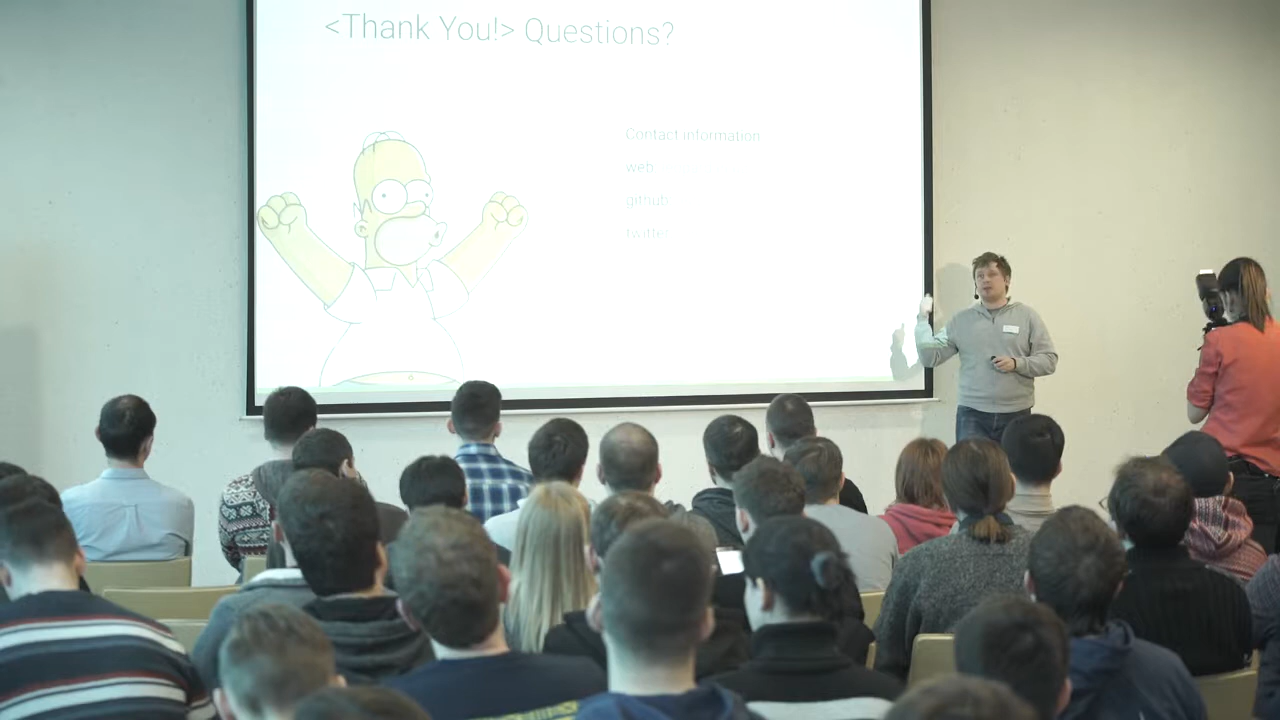 <Thank You!> Questions?
Contact information
web
github
twitter